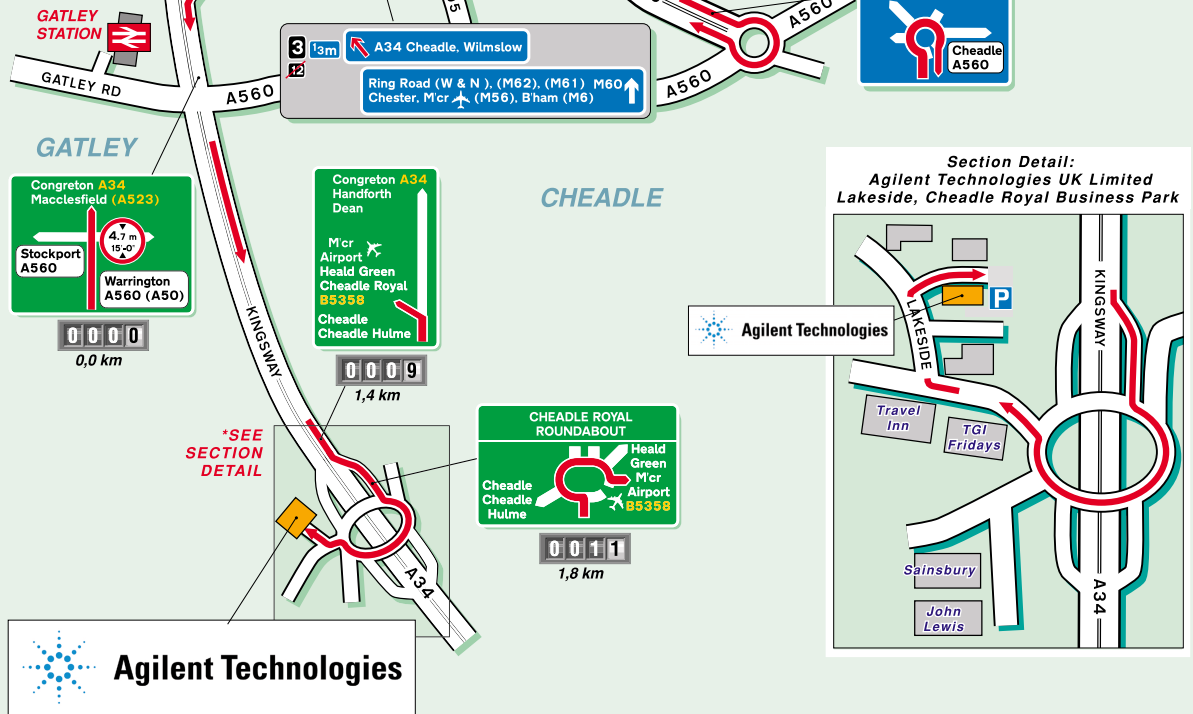 GATLEY
STATION
GATLEY RD
A560
3
1/3m
12
A34 Cheadle, Wilmslow
Ring Road (W & N ), (M62), (M61) M60
Chester, M'cr (M56), B'ham (M6)
A560
A560
Cheadle
A560
GATLEY
CHEADLE
Congreton A34
Macclesfield (A523)
4.7 m
15'-0"
Stockport
A560
Warrington
A560 (A50)
0000
0,0 km
Congreton A34
Handforth
Dean
M'cr
Airport
Heald Green
Cheadle Royal
B5358
Cheadle
Cheadle Hulme
0009
1,4 km
KINGSWAY
*SEE
SECTION
DETAIL
CHEADLE ROYAL
ROUNDABOUT
Heald
Green
M'cr
Airport
B5358
Cheadle
Cheadle
Hulme
0011
1,8 km
A34
Agilent Technologies
Section Detail:
Agilent Technologies UK Limited
Lakeside, Cheadle Royal Business Park
KINGSWAY
P
LAKESIDE
Agilent Technologies
Travel
Inn
TGI
Fridays
Sainsbury
John
Lewis
A34